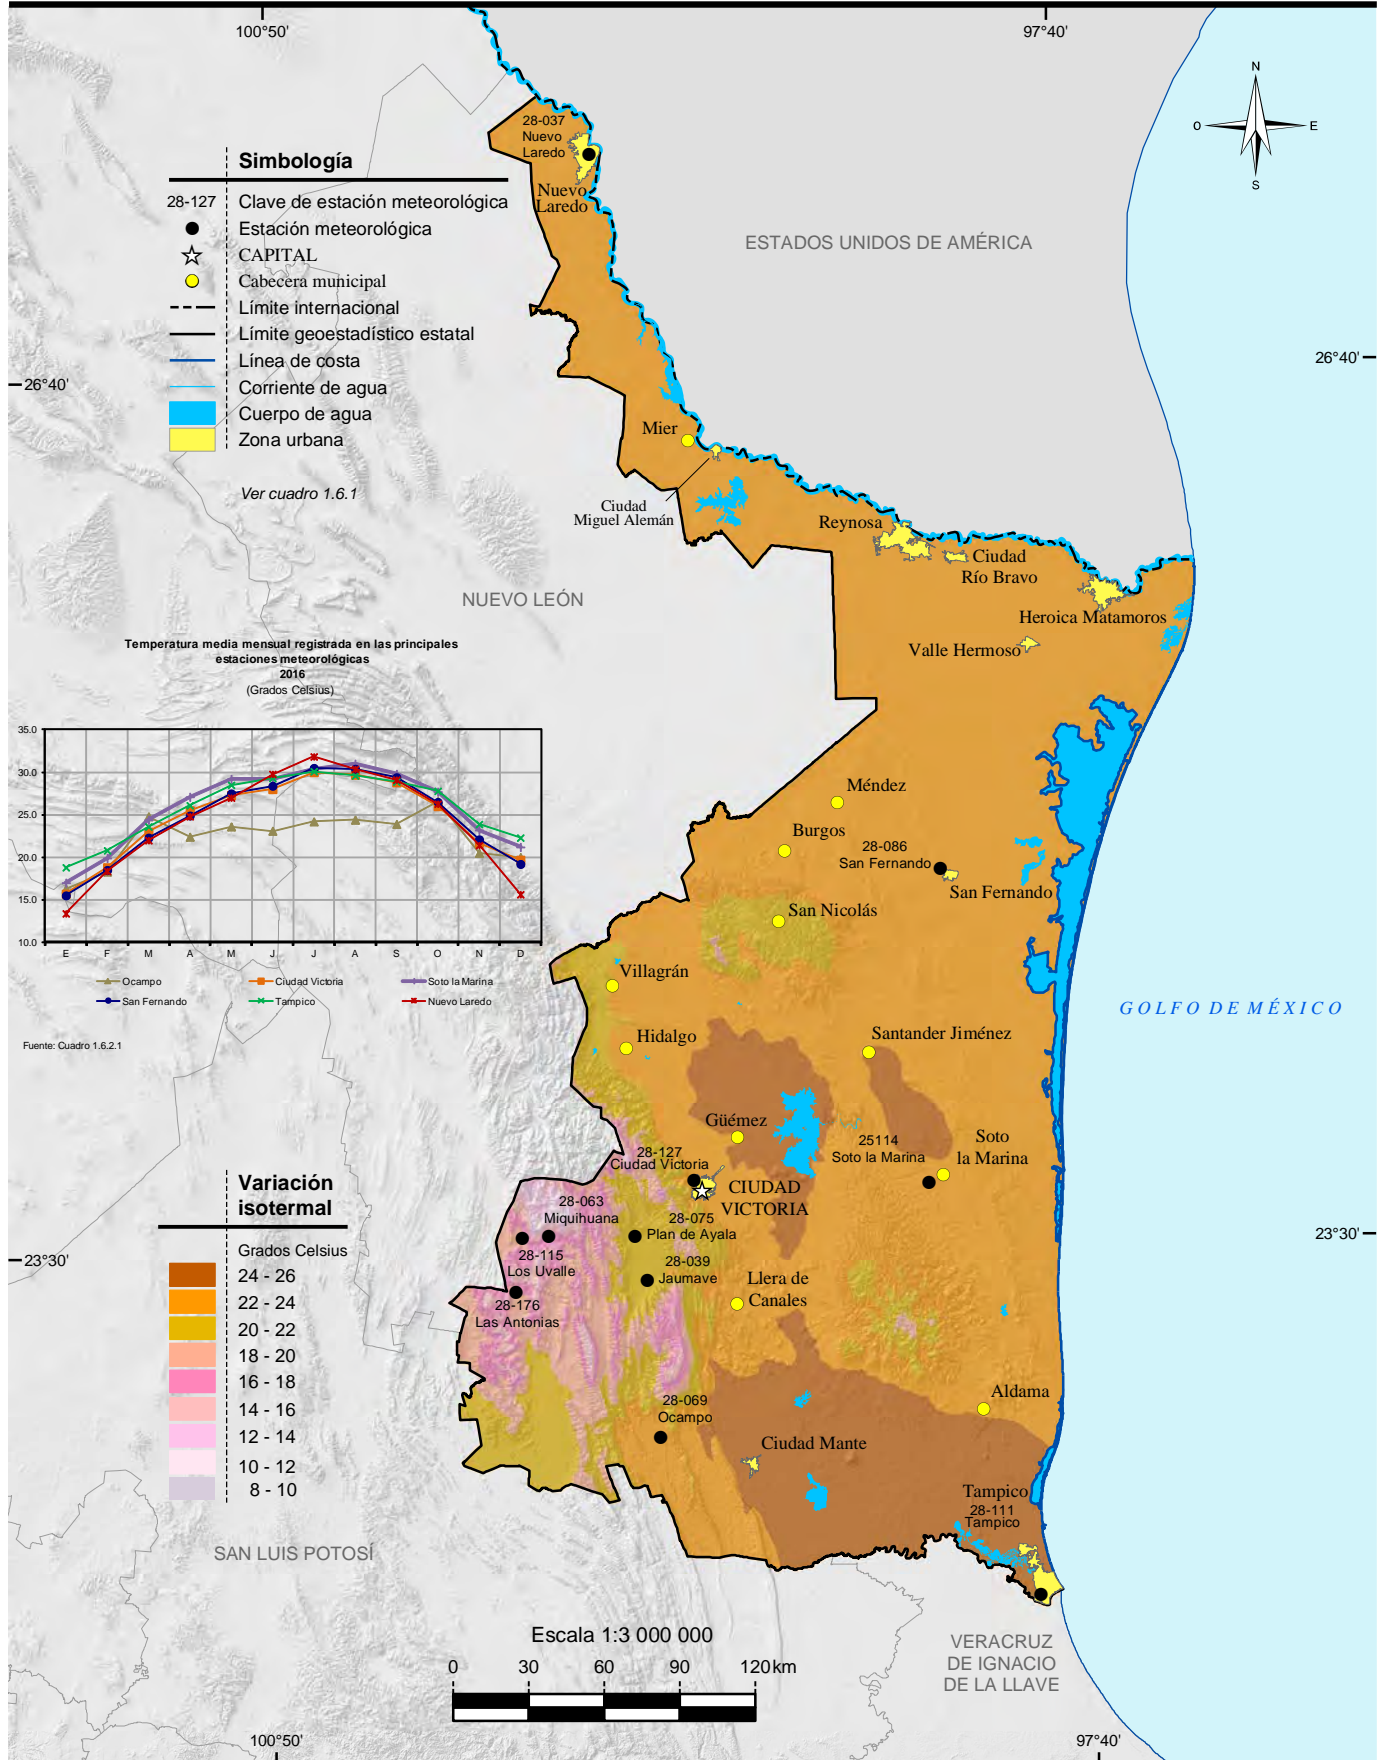 100°50'
97°40'
N
O
E
S
Simbología
28-127 Clave de estación meteorológica
Estación meteorológica
CAPITAL
Cabecera municipal
Límite internacional
Límite geoestadístico estatal
Línea de costa
Corriente de agua
Cuerpo de agua
Zona urbana
Ver cuadro 1.6.1
28-037
Nuevo
Laredo
Nuevo
Laredo
ESTADOS UNIDOS DE AMÉRICA
26°40'
26°40'
Mier
Ciudad
Miguel Alemán
Reynosa
Ciudad
Río Bravo
Heroica Matamoros
Valle Hermoso
NUEVO LEÓN
Temperatura media mensual registrada en las principales
estaciones meteorológicas
2016
(Grados Celsius)
35.0
30.0
25.0
20.0
15.0
10.0
E F M A M J J A S O N D
Ocampo Ciudad Victoria Soto la Marina
San Fernando Tampico Nuevo Laredo
Fuente: Cuadro 1.6.2.1
Méndez
Burgos
28-086
San Fernando
San Fernando
San Nicolás
Villagrán
Hidalgo
Santander Jiménez
GOLFO DE MÉXICO
Güémez
25114
Soto la Marina
Soto
la Marina
28-127
Ciudad Victoria
CIUDAD
VICTORIA
28-063
Miquihuana
28-075
Plan de Ayala
28-115
Los Uvalle
28-039
Jaumave
28-176
Las Antonias
Llera de
Canales
23°30'
23°30'
Variación
isotermal
Grados Celsius
24 - 26
22 - 24
20 - 22
18 - 20
16 - 18
14 - 16
12 - 14
10 - 12
8 - 10
28-069
Ocampo
Aldama
Ciudad Mante
Tampico
28-111
Tampico
SAN LUIS POTOSÍ
VERACRUZ
DE IGNACIO
DE LA LLAVE
Escala 1:3 000 000
0 30 60 90 120 km
100°50'
97°40'